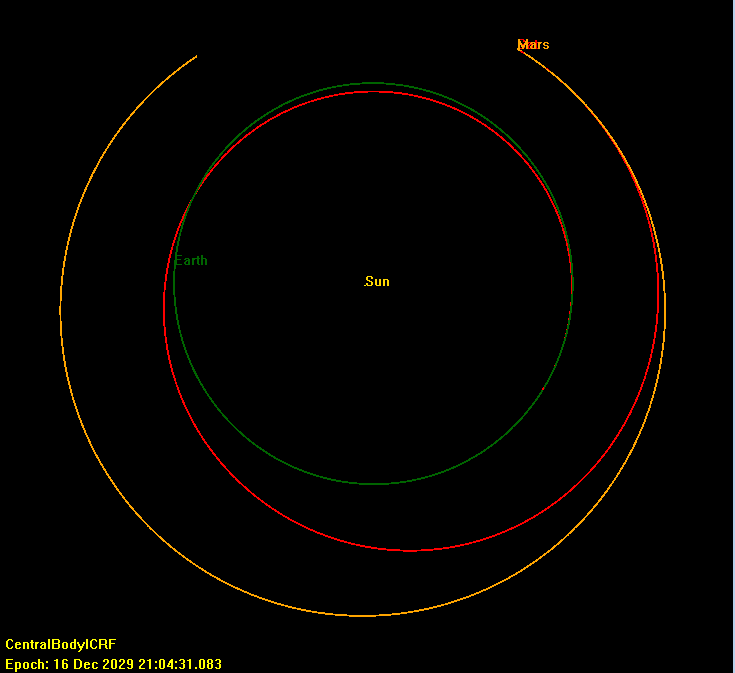 Mars
Earth
Sun
CentralBodyICRF
Epoch: 16 Dec 2029 21:04:31.083